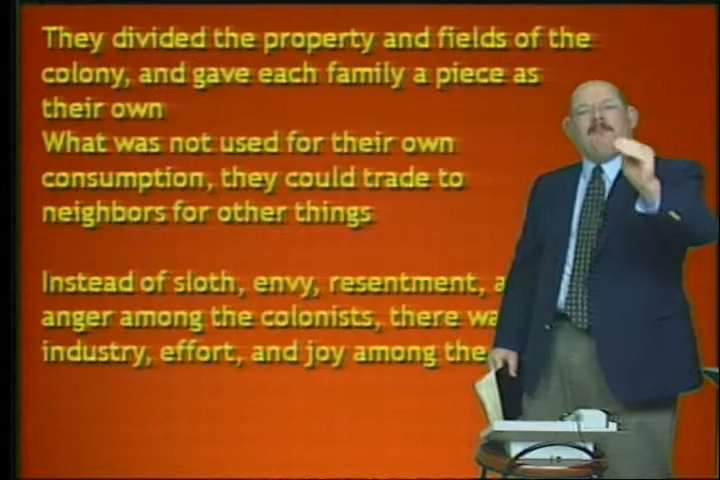 They divided the property and fields of the
colony, and gave each family a piece as
their own
What was not used for their own
consumption, they could trade to
neighbors for other things
Instead of sloth, envy, resentment,
anger among the colonists, there
industry, effort, and joy among